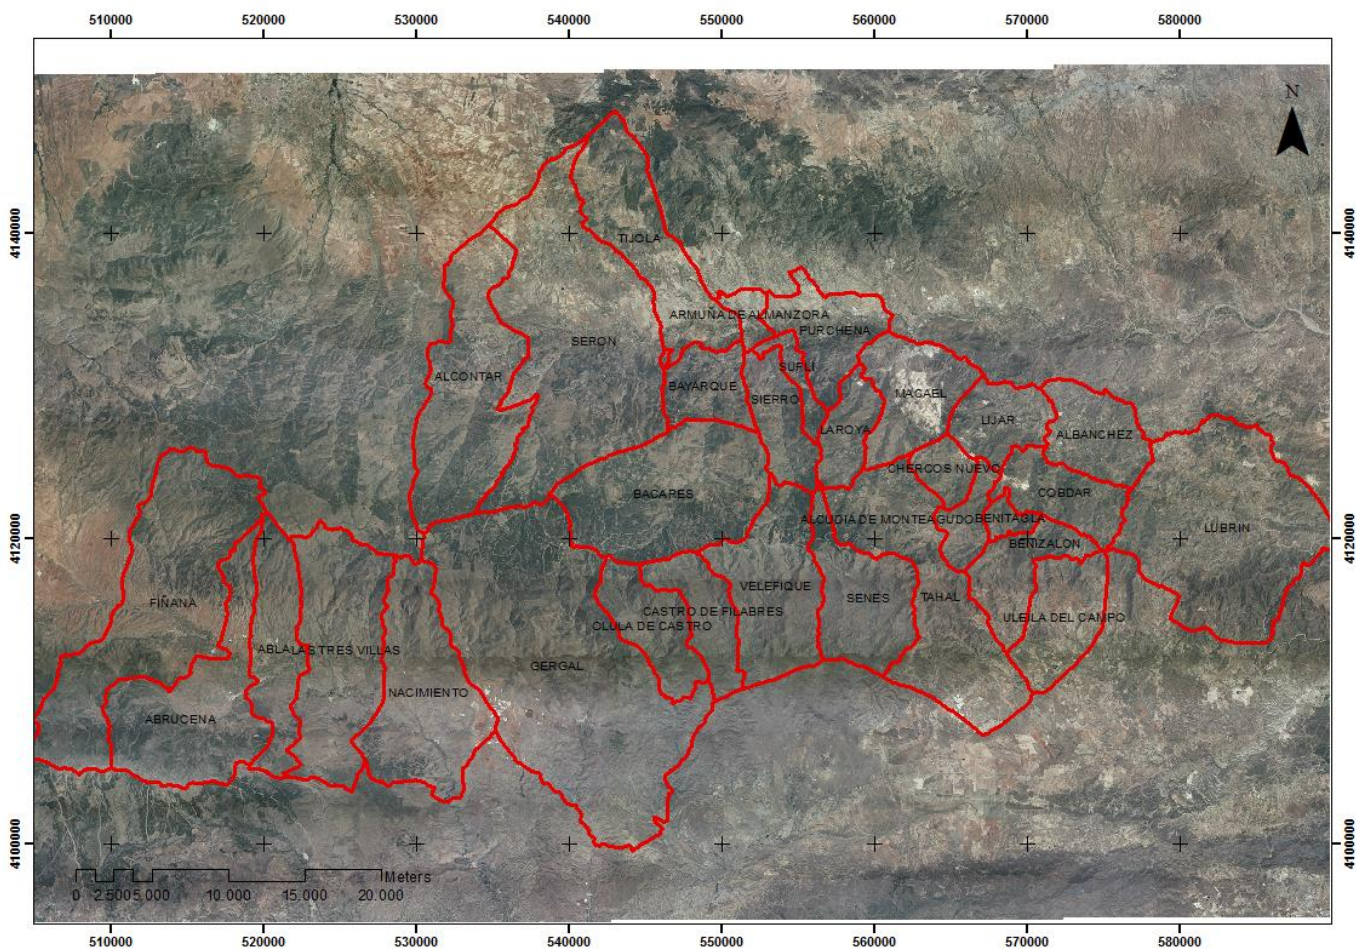 510000 520000 530000 540000 550000 560000 570000 580000
N
4140000 4140000
TIJOLA
ARMUÑA DE ALMANZORA
PURCHENA
SERON
SUFLI
ALCONTAR
BAYARQUE
MACAEL
SIERRO
LIJAR
LAROYA
ALBANCHEZ
CHERCOS NUEVO
BACARES
COBDAR
ALCUDIA DE MONTEAGUDO
BENITAGLA
LUBRIN
4120000 4120000
BENIZALON
VELEFIQUE
FIÑANA
SENES
TAHAL
CASTRO DE FILABRES
ULEILA DEL CAMPO
OLULA DE CASTRO
ABLA
LAS TRES VILLAS
GERGAL
NACIMIENTO
ABRUCENA
4100000 4100000
Meters
0 2.500 5.000 10.000 15.000 20.000
510000 520000 530000 540000 550000 560000 570000 580000